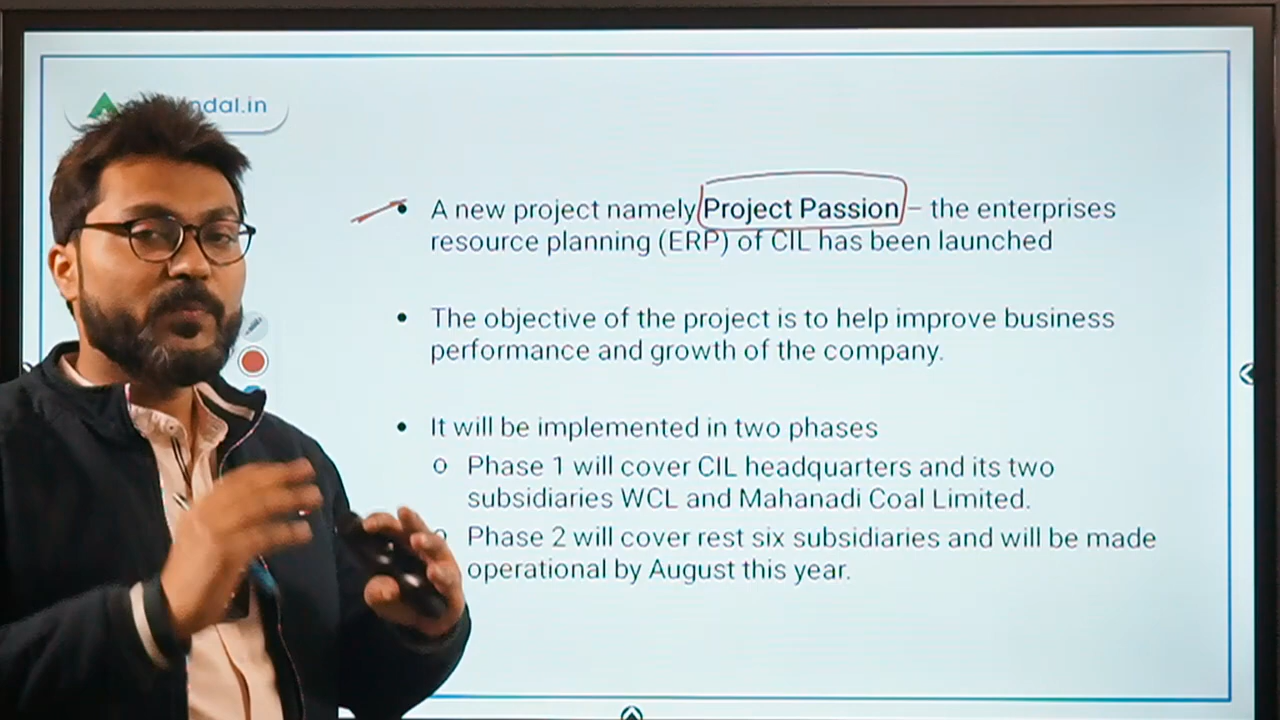 ndal.in
A new project namely Project Passion – the enterprises
resource planning (ERP) of CIL has been launched
The objective of the project is to help improve business
performance and growth of the company.
It will be implemented in two phases
Phase 1 will cover CIL headquarters and its two
subsidiaries WCL and Mahanadi Coal Limited.
Phase 2 will cover rest six subsidiaries and will be made
operational by August this year.